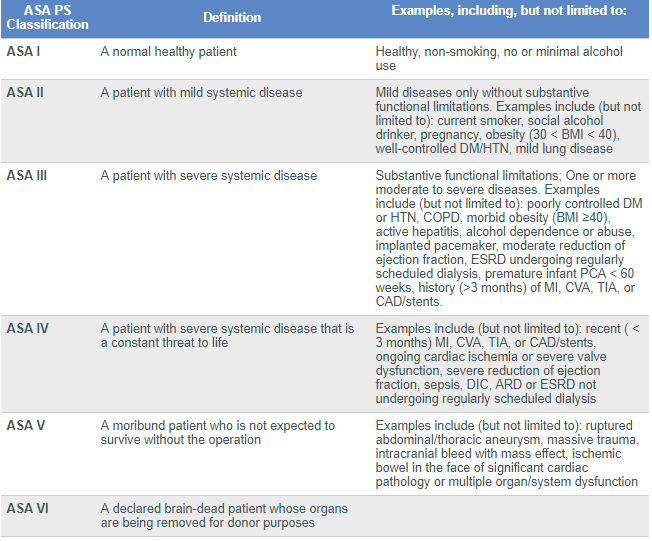 ASA PS
Classification
Definition
Examples, including, but not limited to:
ASA I
A normal healthy patient
Healthy, non-smoking, no or minimal alcohol
use
ASA II
A patient with mild systemic disease
Mild diseases only without substantive
functional limitations. Examples include (but not
limited to): current smoker, social alcohol
drinker, pregnancy, obesity (30 < BMI < 40),
well-controlled DM/HTN, mild lung disease
ASA III
A patient with severe systemic disease
Substantive functional limitations; One or more
moderate to severe diseases. Examples
include (but not limited to): poorly controlled DM
or HTN, COPD, morbid obesity (BMI ≥40),
active hepatitis, alcohol dependence or abuse,
implanted pacemaker, moderate reduction of
ejection fraction, ESRD undergoing regularly
scheduled dialysis, premature infant PCA < 60
weeks, history (>3 months) of MI, CVA, TIA, or
CAD/stents.
ASA IV
A patient with severe systemic disease that is
a constant threat to life
Examples include (but not limited to): recent ( <
3 months) MI, CVA, TIA, or CAD/stents,
ongoing cardiac ischemia or severe valve
dysfunction, severe reduction of ejection
fraction, sepsis, DIC, ARD or ESRD not
undergoing regularly scheduled dialysis
ASA V
A moribund patient who is not expected to
survive without the operation
Examples include (but not limited to): ruptured
abdominal/thoracic aneurysm, massive trauma,
intracranial bleed with mass effect, ischemic
bowel in the face of significant cardiac
pathology or multiple organ/system dysfunction
ASA VI
A declared brain-dead patient whose organs
are being removed for donor purposes